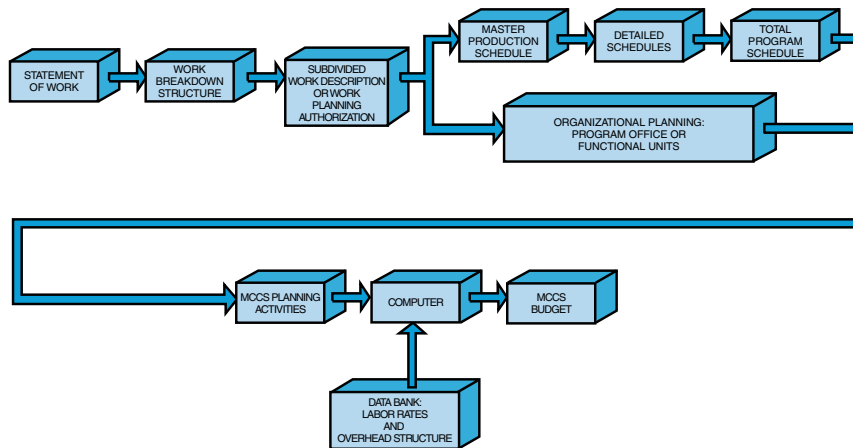 STATEMENT
OF WORK
WORK
BREAKDOWN
STRUCTURE
SUBDIVIDED
WORK DESCRIPTION
OR WORK
PLANNING
AUTHORIZATION
MASTER
PRODUCTION
SCHEDULE
DETAILED
SCHEDULES
TOTAL
PROGRAM
SCHEDULE
ORGANIZATIONAL PLANNING:
PROGRAM OFFICE OR
FUNCTIONAL UNITS
MCCS PLANNING
ACTIVITIES
COMPUTER
MCCS
BUDGET
DATA BANK:
LABOR RATES
AND
OVERHEAD STRUCTURE